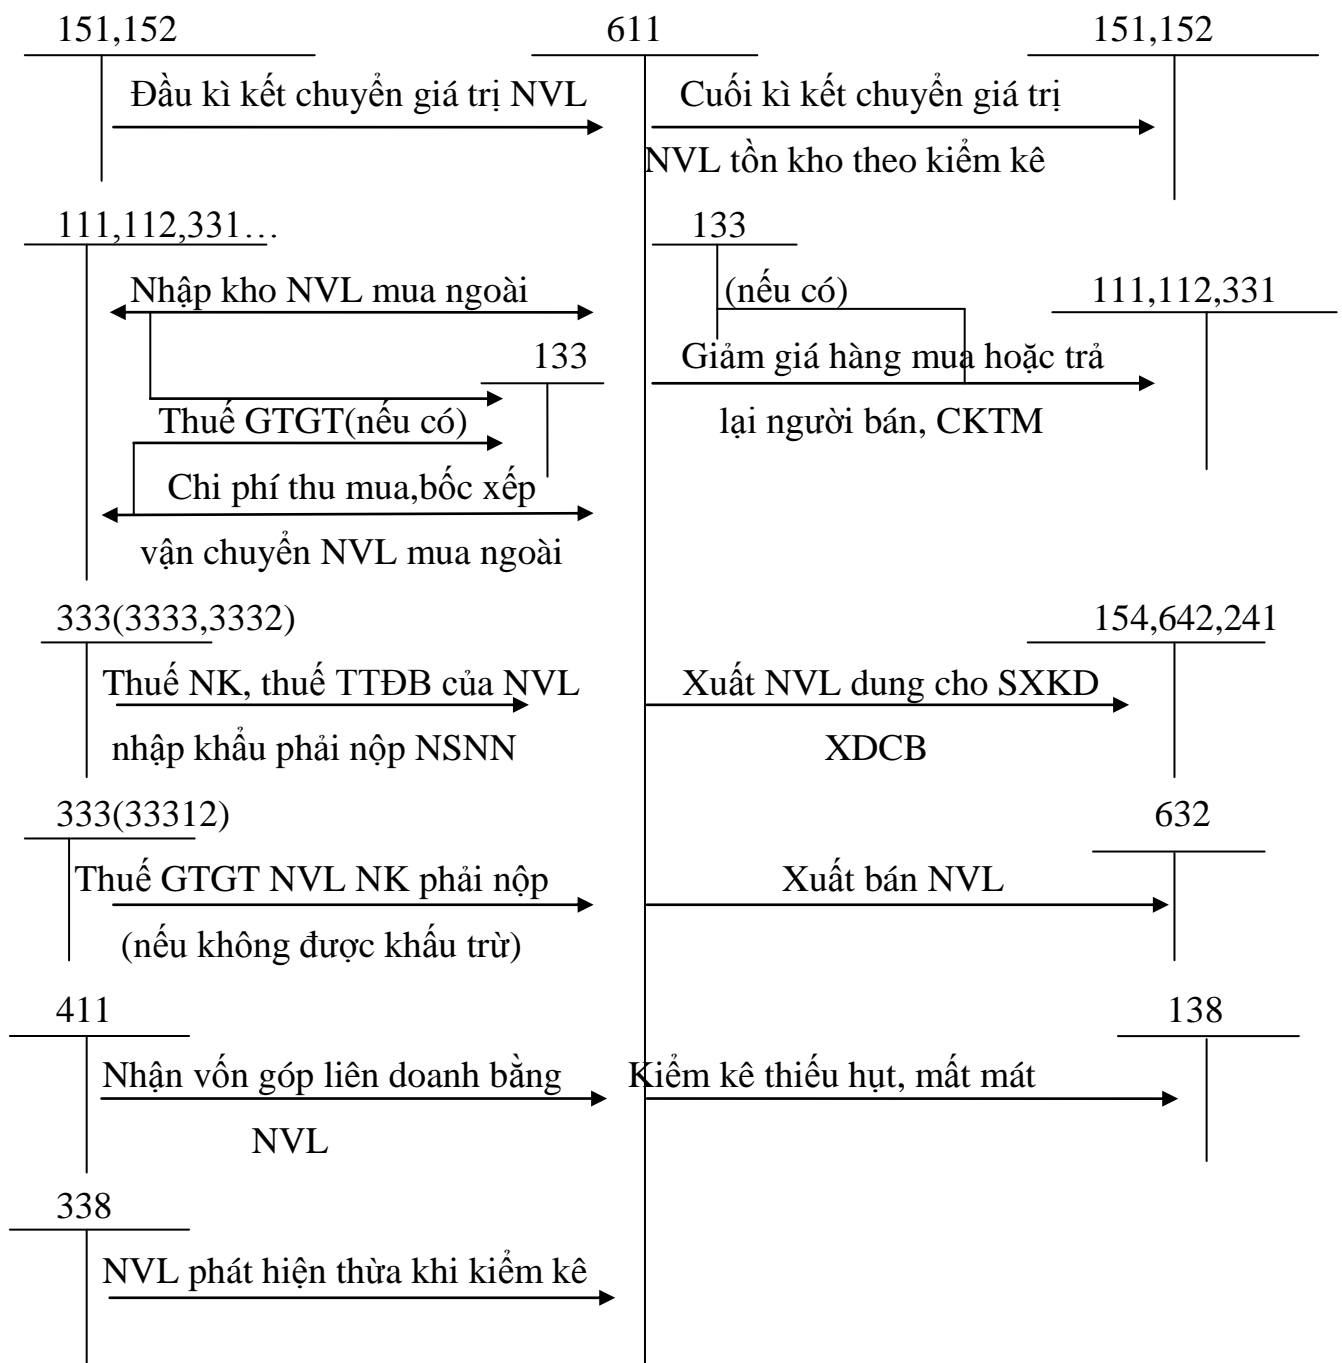 151,152
611
151,152
Đầu kì kết chuyển giá trị NVL
Cuối kì kết chuyển giá trị
NVL tồn kho theo kiểm kê
111,112,331…
133
Nhập kho NVL mua ngoài
(nếu có)
111,112,331
133
Giảm giá hàng mua hoặc trả
Thuế GTGT(nếu có)
lại người bán, CKTM
Chi phí thu mua,bốc xếp
vận chuyển NVL mua ngoài
333(3333,3332)
154,642,241
Thuế NK, thuế TTĐB của NVL
Xuất NVL dung cho SXKD
nhập khẩu phải nộp NSNN
XDCB
333(33312)
632
Thuế GTGT NVL NK phải nộp
Xuất bán NVL
(nếu không được khấu trừ)
411
138
Nhận vốn góp liên doanh bằng
Kiểm kê thiếu hụt, mất mát
NVL
338
NVL phát hiện thừa khi kiểm kê